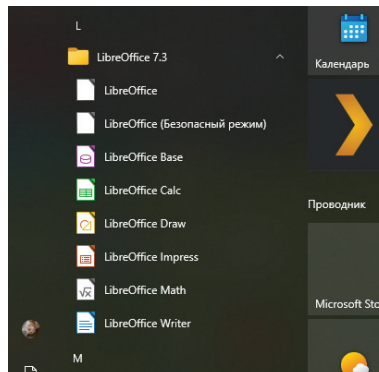 L
LibreOffice 7.3
Календарь
LibreOffice
LibreOffice (Безопасный режим)
LibreOffice Base
LibreOffice Calc
Проводник
LibreOffice Draw
LibreOffice Impress
LibreOffice Math
Microsoft Sto
LibreOffice Writer
M